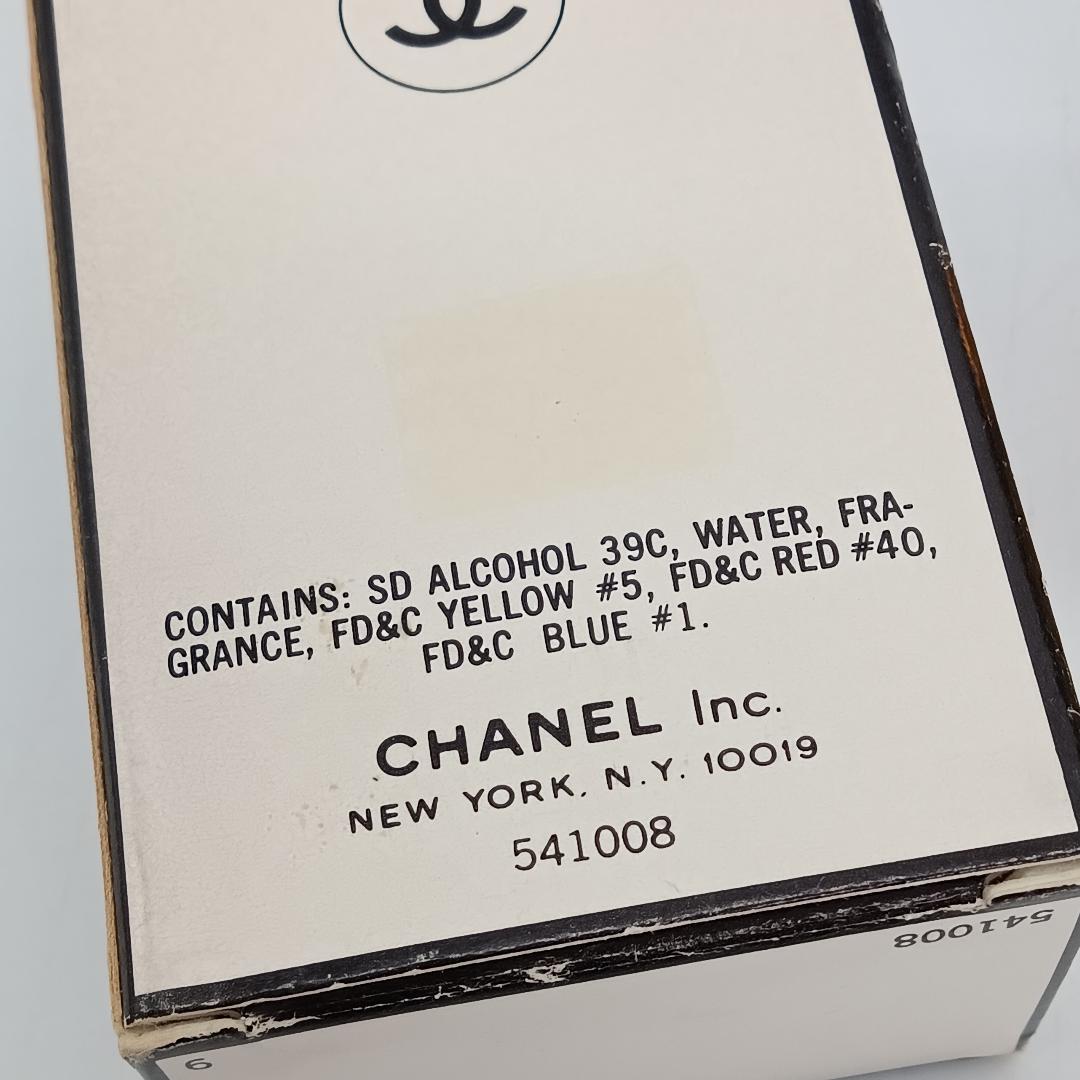 CONTAINS: SD ALCOHOL 39C, WATER, FRA-
GRANCE, FD&C YELLOW #5, FD&C RED #40,
FD&C BLUE #1.
CHANEL Inc.
NEW YORK, N.Y. 10019
541008
541008
9